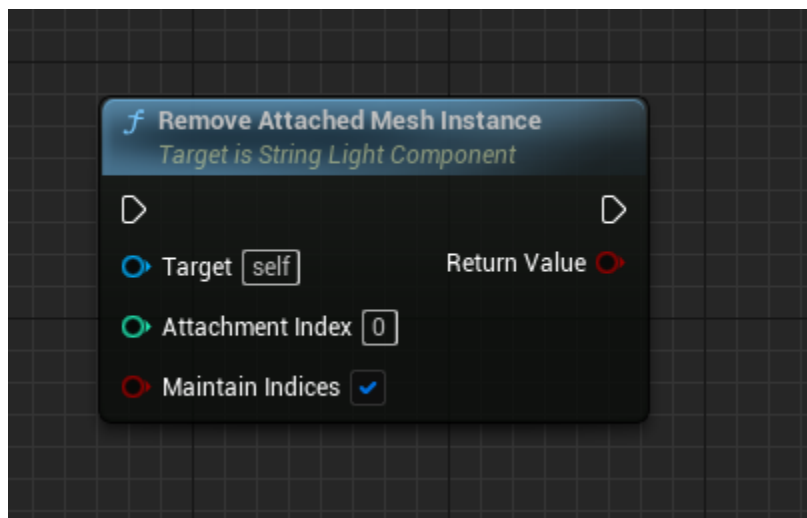 f Remove Attached Mesh Instance
Target is String Light Component
Target self
Return Value
Attachment Index 0
Maintain Indices